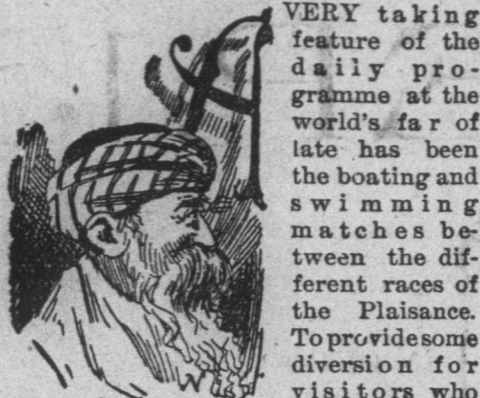 A VERY taking
feature of the
daily pro-
gramme at the
world's fa r of
late has been
the boating and
swimming
matches be-
tween the dif-
ferent races of
the Plaisance.
To provide some
diversion for
visitors who